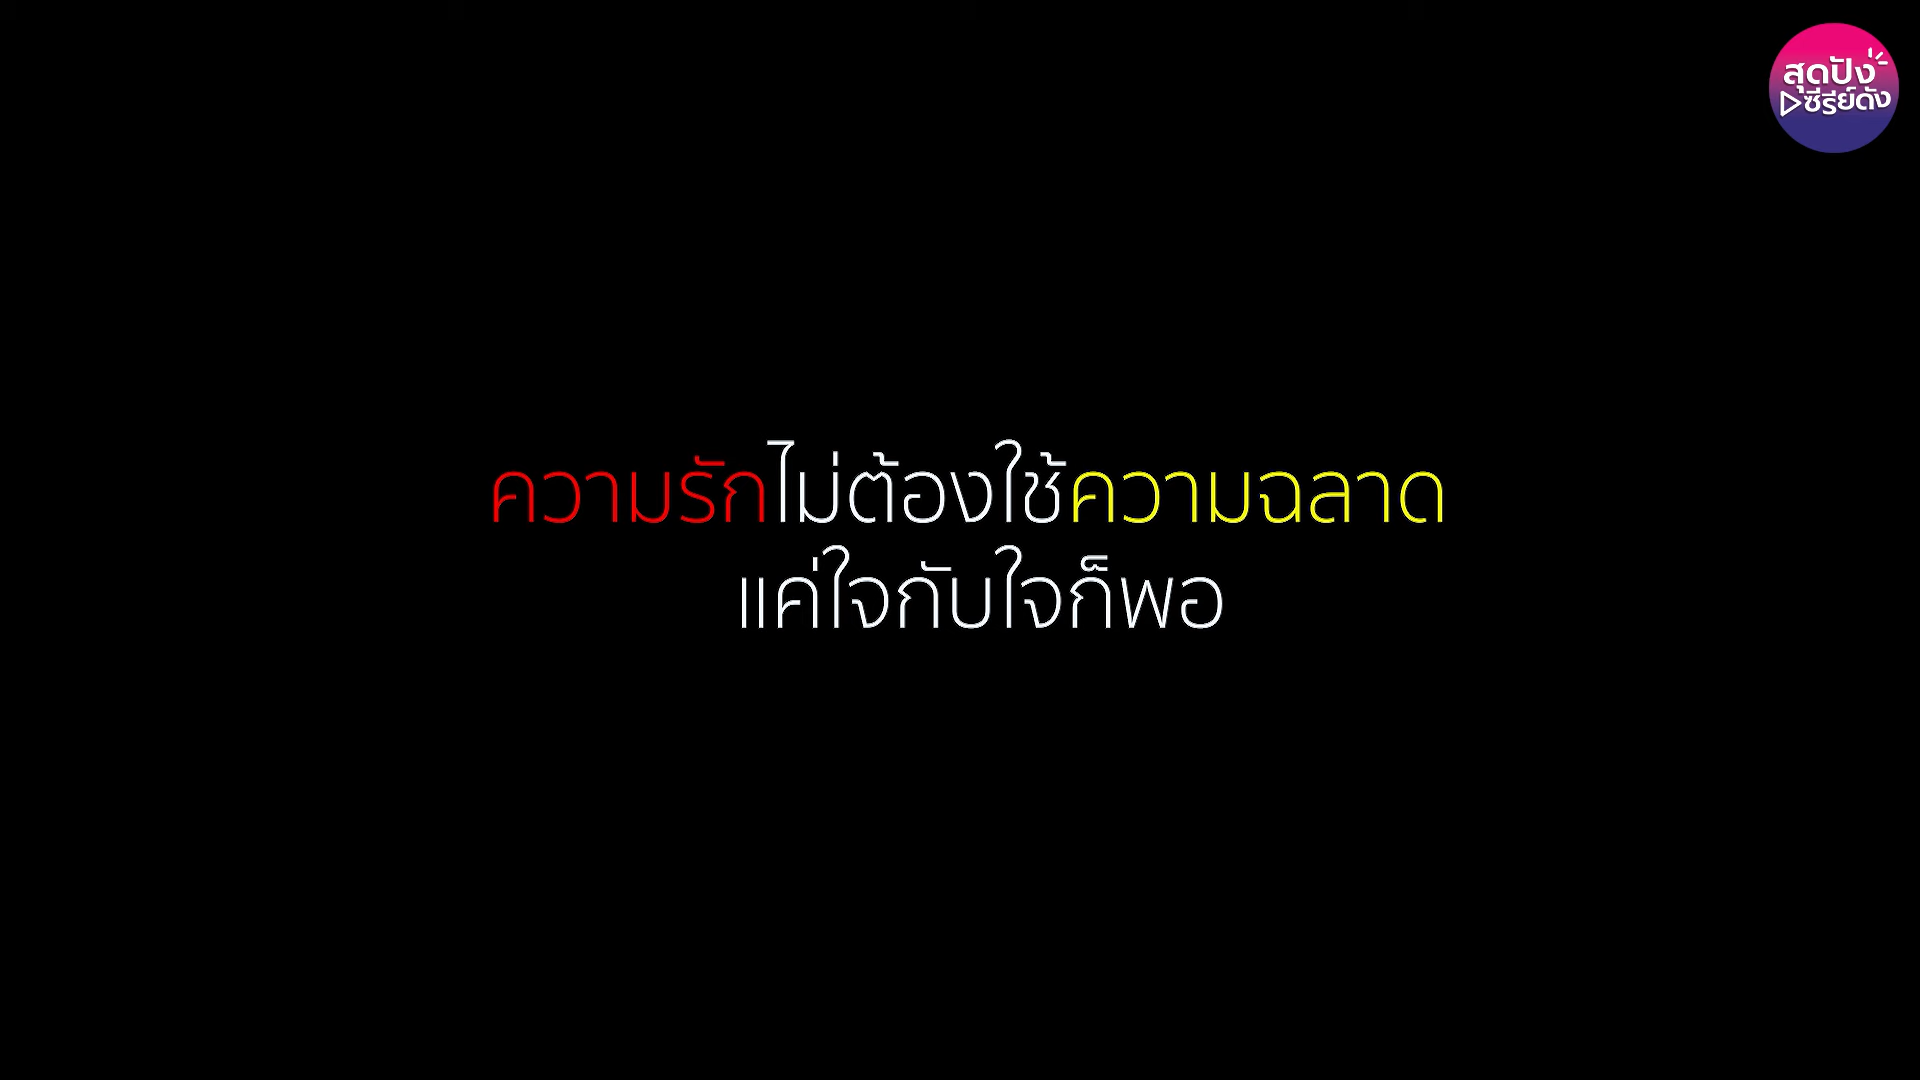 สุดปัง
ซีรีย์ดัง
ความรักไม่ต้องใช้ความฉลาด
แค่ใจกับใจก็พอ